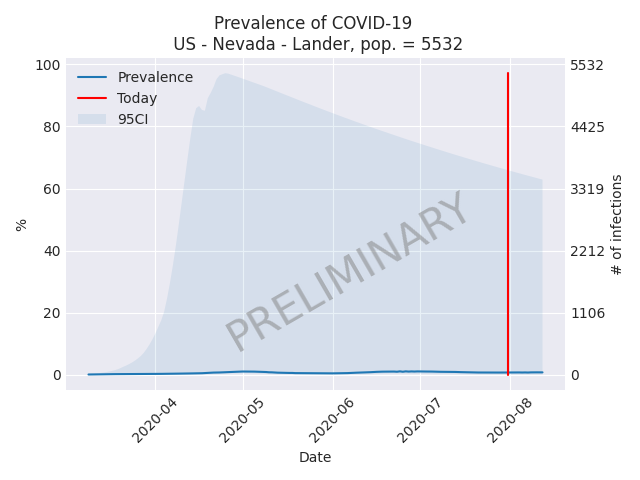 Prevalence of COVID-19
US - Nevada - Lander, pop. = 5532
Prevalence
Today
95CI
100
80
60
40
20
0
%
5532
4425
3319
2212
1106
0
# of infections
PRELIMINARY
2020-04
2020-05
2020-06
2020-07
2020-08
Date